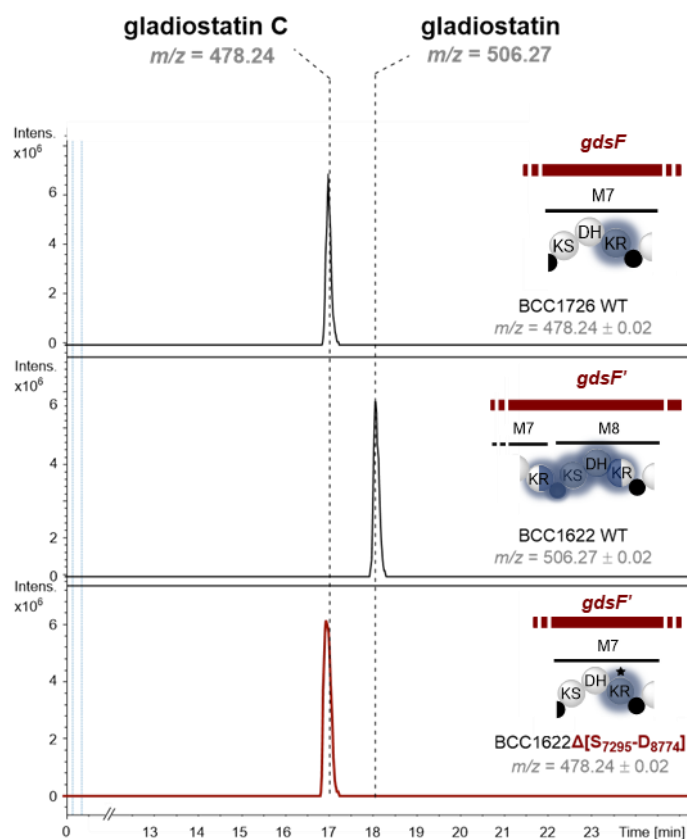 gladiostatin C gladiostatin
m/z = 478.24 m/z = 506.27
Intens.
x10⁶
6
4
2
0
gdsF
M7
KS DH KR
BCC1726 WT
m/z = 478.24 ± 0.02
Intens.
x10⁶
6
4
2
0
gdsF'
M7 M8
KR KS DH KR
BCC1622 WT
m/z = 506.27 ± 0.02
Intens.
x10⁶
6
4
2
0
gdsF'
M7
KS DH KR
BCC1622Δ[S₇₂₉₅-D₈₇₇₄]
m/z = 478.24 ± 0.02
0 13 14 15 16 17 18 19 20 21 22 23 Time [min]